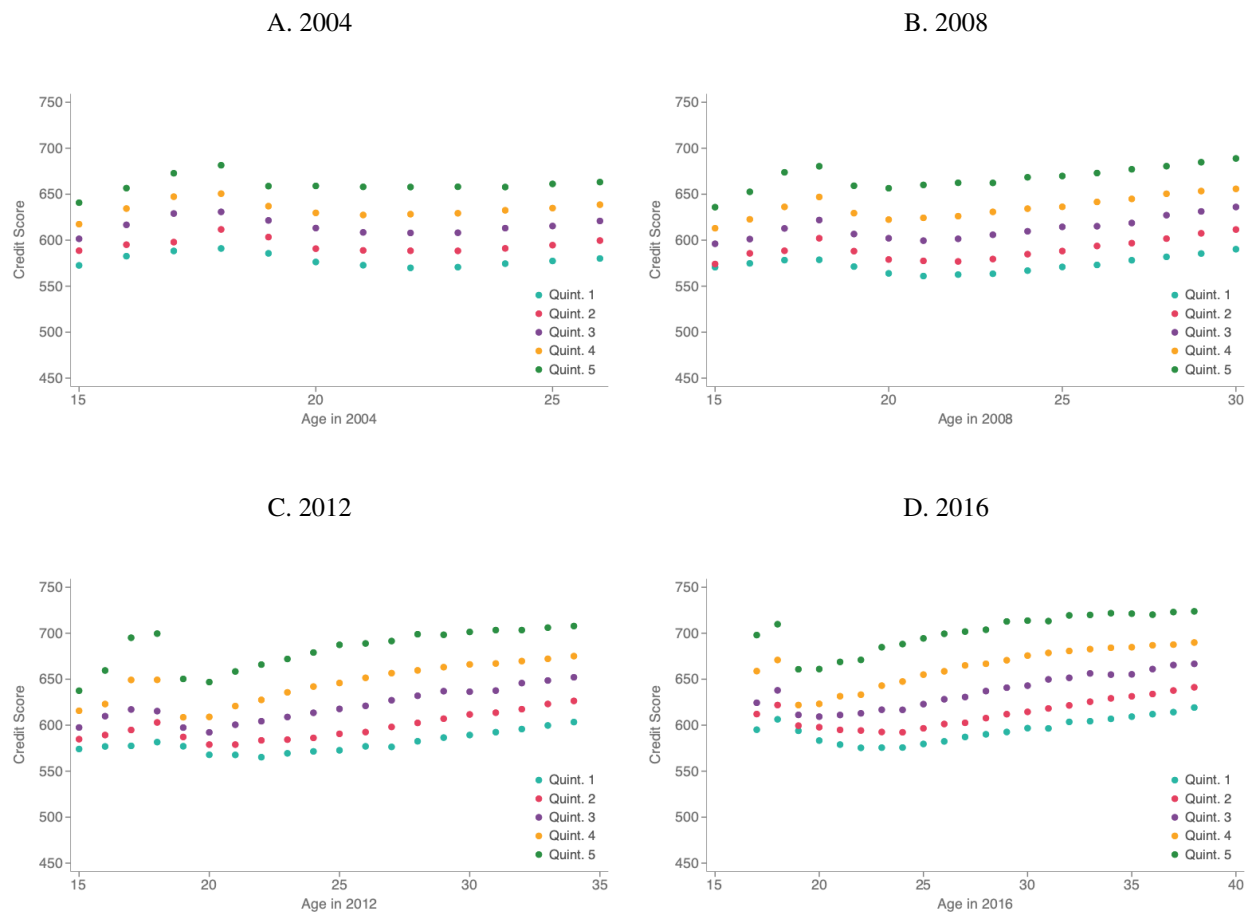 A. 2004
750
700
650
600
550
500
450
Credit Score
15 20 25
Age in 2004
Quint. 1
Quint. 2
Quint. 3
Quint. 4
Quint. 5
B. 2008
750
700
650
600
550
500
450
Credit Score
15 20 25 30
Age in 2008
Quint. 1
Quint. 2
Quint. 3
Quint. 4
Quint. 5
C. 2012
750
700
650
600
550
500
450
Credit Score
15 20 25 30 35
Age in 2012
Quint. 1
Quint. 2
Quint. 3
Quint. 4
Quint. 5
D. 2016
750
700
650
600
550
500
450
Credit Score
15 20 25 30 35 40
Age in 2016
Quint. 1
Quint. 2
Quint. 3
Quint. 4
Quint. 5